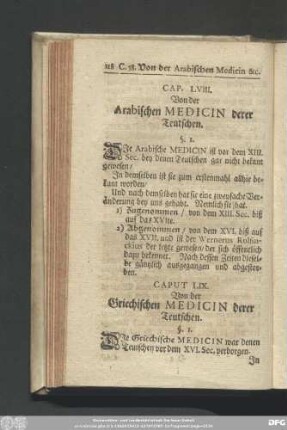 118 C. 58. Von der Arabischen Medicin &c.
CAP. LVIII.
Von der
Arabischen MEDICIN derer
Teutschen.
§. 1.
DIe Arabische MEDICIN ist vor dem XIII.
Sec. bey denen Teutschen gar nicht bekant
gewesen/
In demselben ist sie zum erstenmahl allhie be-
kant worden/
Und nach demselben hat sie eine zweyfache Ver-
änderung bey uns gehabt. Nemlich sie hat
1) Zugenommen/ von dem XIII. Sec. biß
auf das XVIte.
2) Abgenommen/ von dem XVI. biß auf
das XVII. und ist der Wernerus Rolfin-
ckius der letzte gewesen/ der sich öffentlich
dazu bekennet. Nach dessen Zeiten diesel-
be gäntzlich ausgegangen und abgestor-
ben.
CAPUT LIX.
Von der
Griechischen MEDICIN derer
Teutschen.
§. 1.
DIe Griechische MEDICIN war denen
Teutschen vor dem XVI. Sec. verborgen.
In